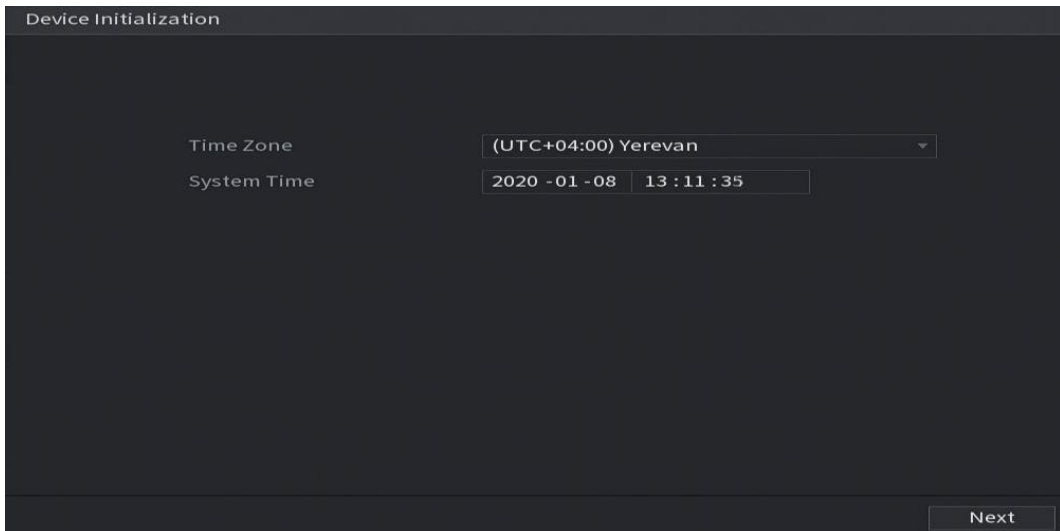 Device Initialization
Time Zone (UTC+04:00) Yerevan
System Time 2020 -01 -08 13 : 11 : 35
Next